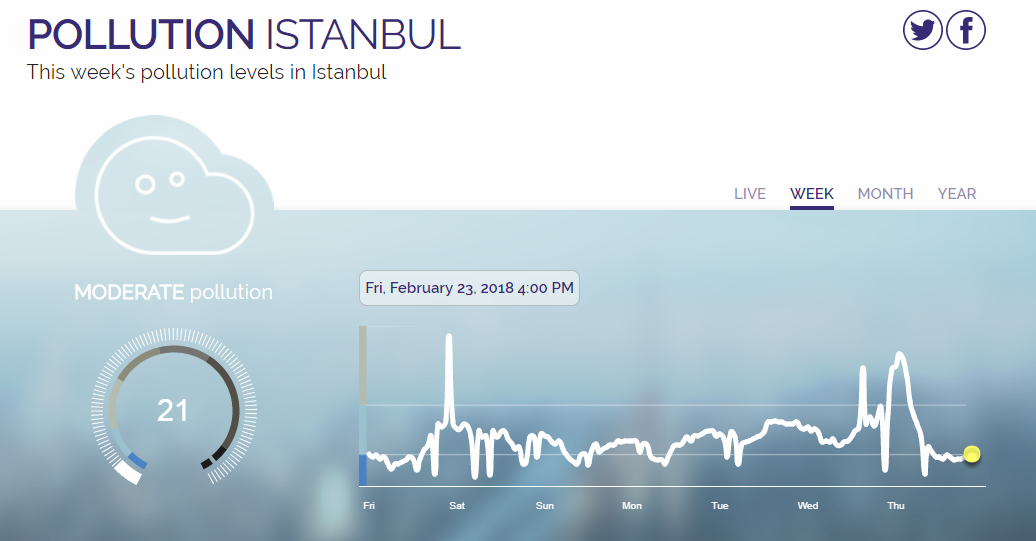 POLLUTION ISTANBUL
This week's pollution levels in Istanbul
LIVE WEEK MONTH YEAR
MODERATE pollution
Fri, February 23, 2018 4:00 PM
21
Fri Sat Sun Mon Tue Wed Thu